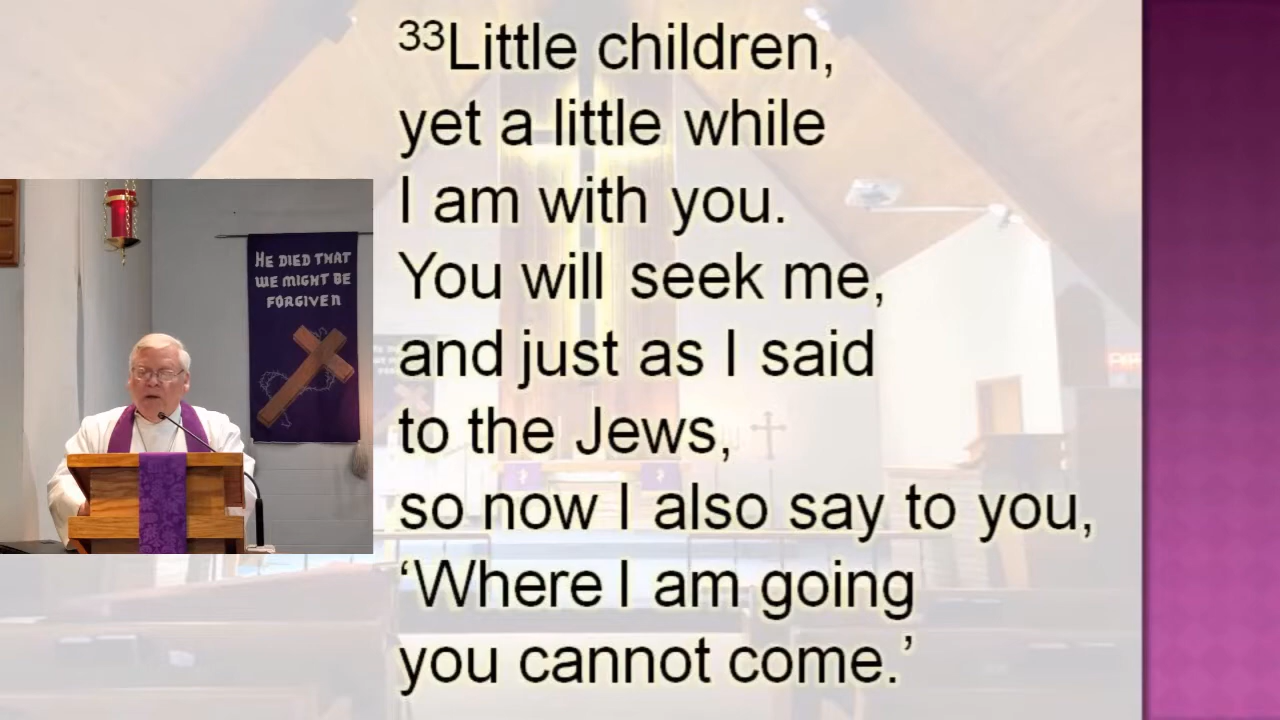 HE DIED THAT
WE MIGHT BE
FORGIVEN
33Little children,
yet a little while
I am with you.
You will seek me,
and just as I said
to the Jews,
so now I also say to you,
‘Where I am going
you cannot come.’